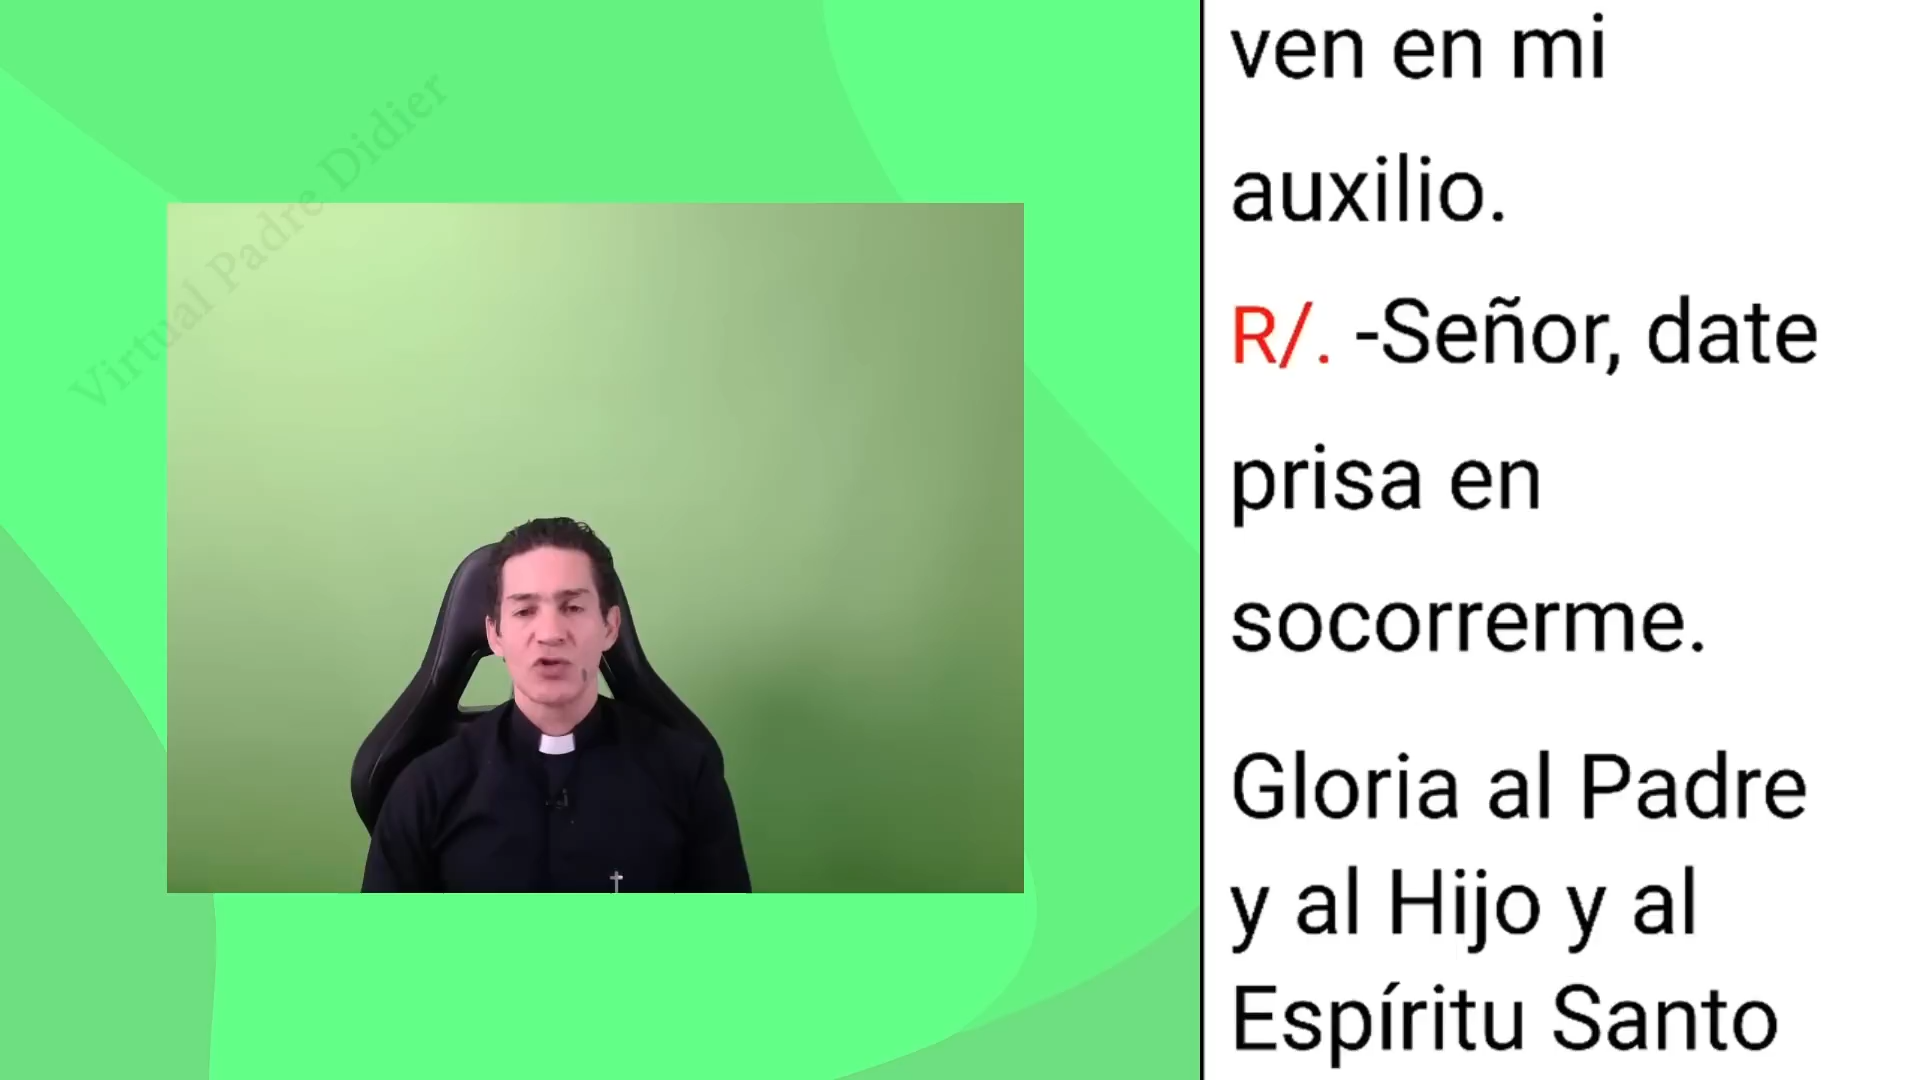 Virtual Padre Didier
ven en mi
auxilio.
R/. -Señor, date
prisa en
socorrerme.
Gloria al Padre
y al Hijo y al
Espíritu Santo